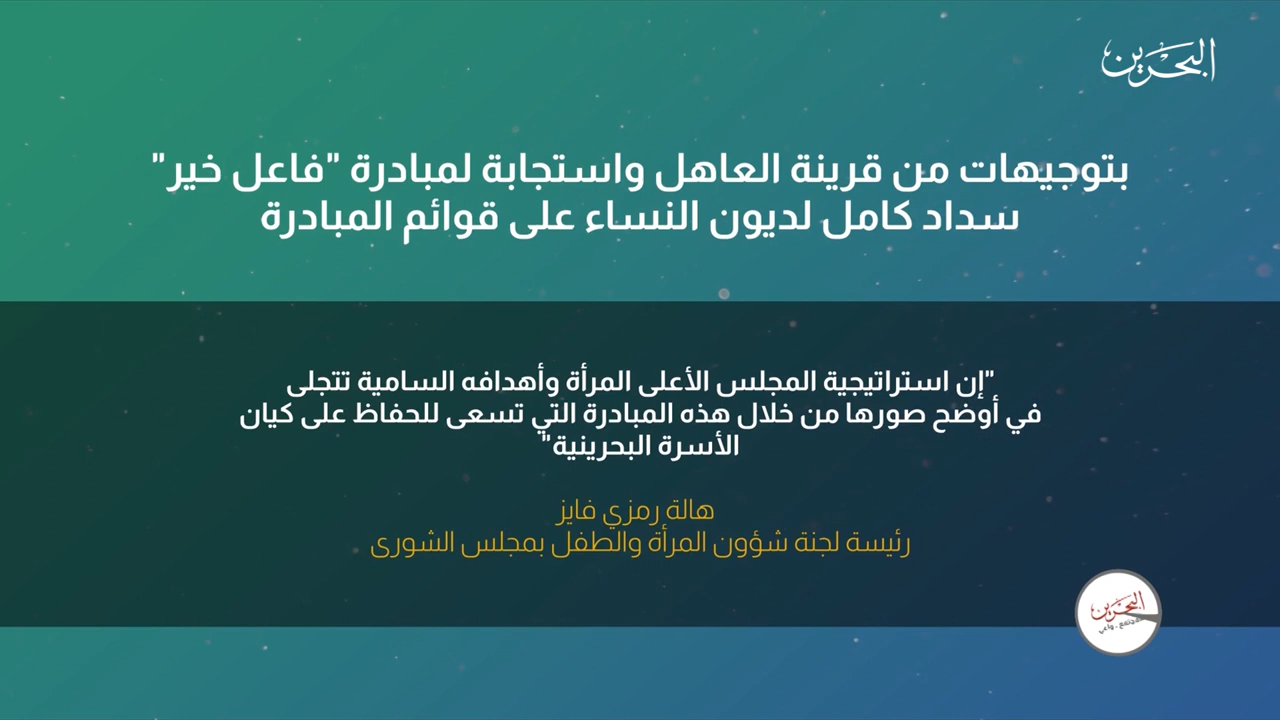 البحرين
بتوجيهات من قرينة العاهل واستجابة لمبادرة "فاعل خير"
سداد كامل لديون النساء على قوائم المبادرة
"إن استراتيجية المجلس الأعلى المرأة وأهدافه السامية تتجلى
في أوضح صورها من خلال هذه المبادرة التي تسعى للحفاظ على كيان
الأسرة البحرينية"
هالة رمزي فايز
رئيسة لجنة شؤون المرأة والطفل بمجلس الشورى
البحرين